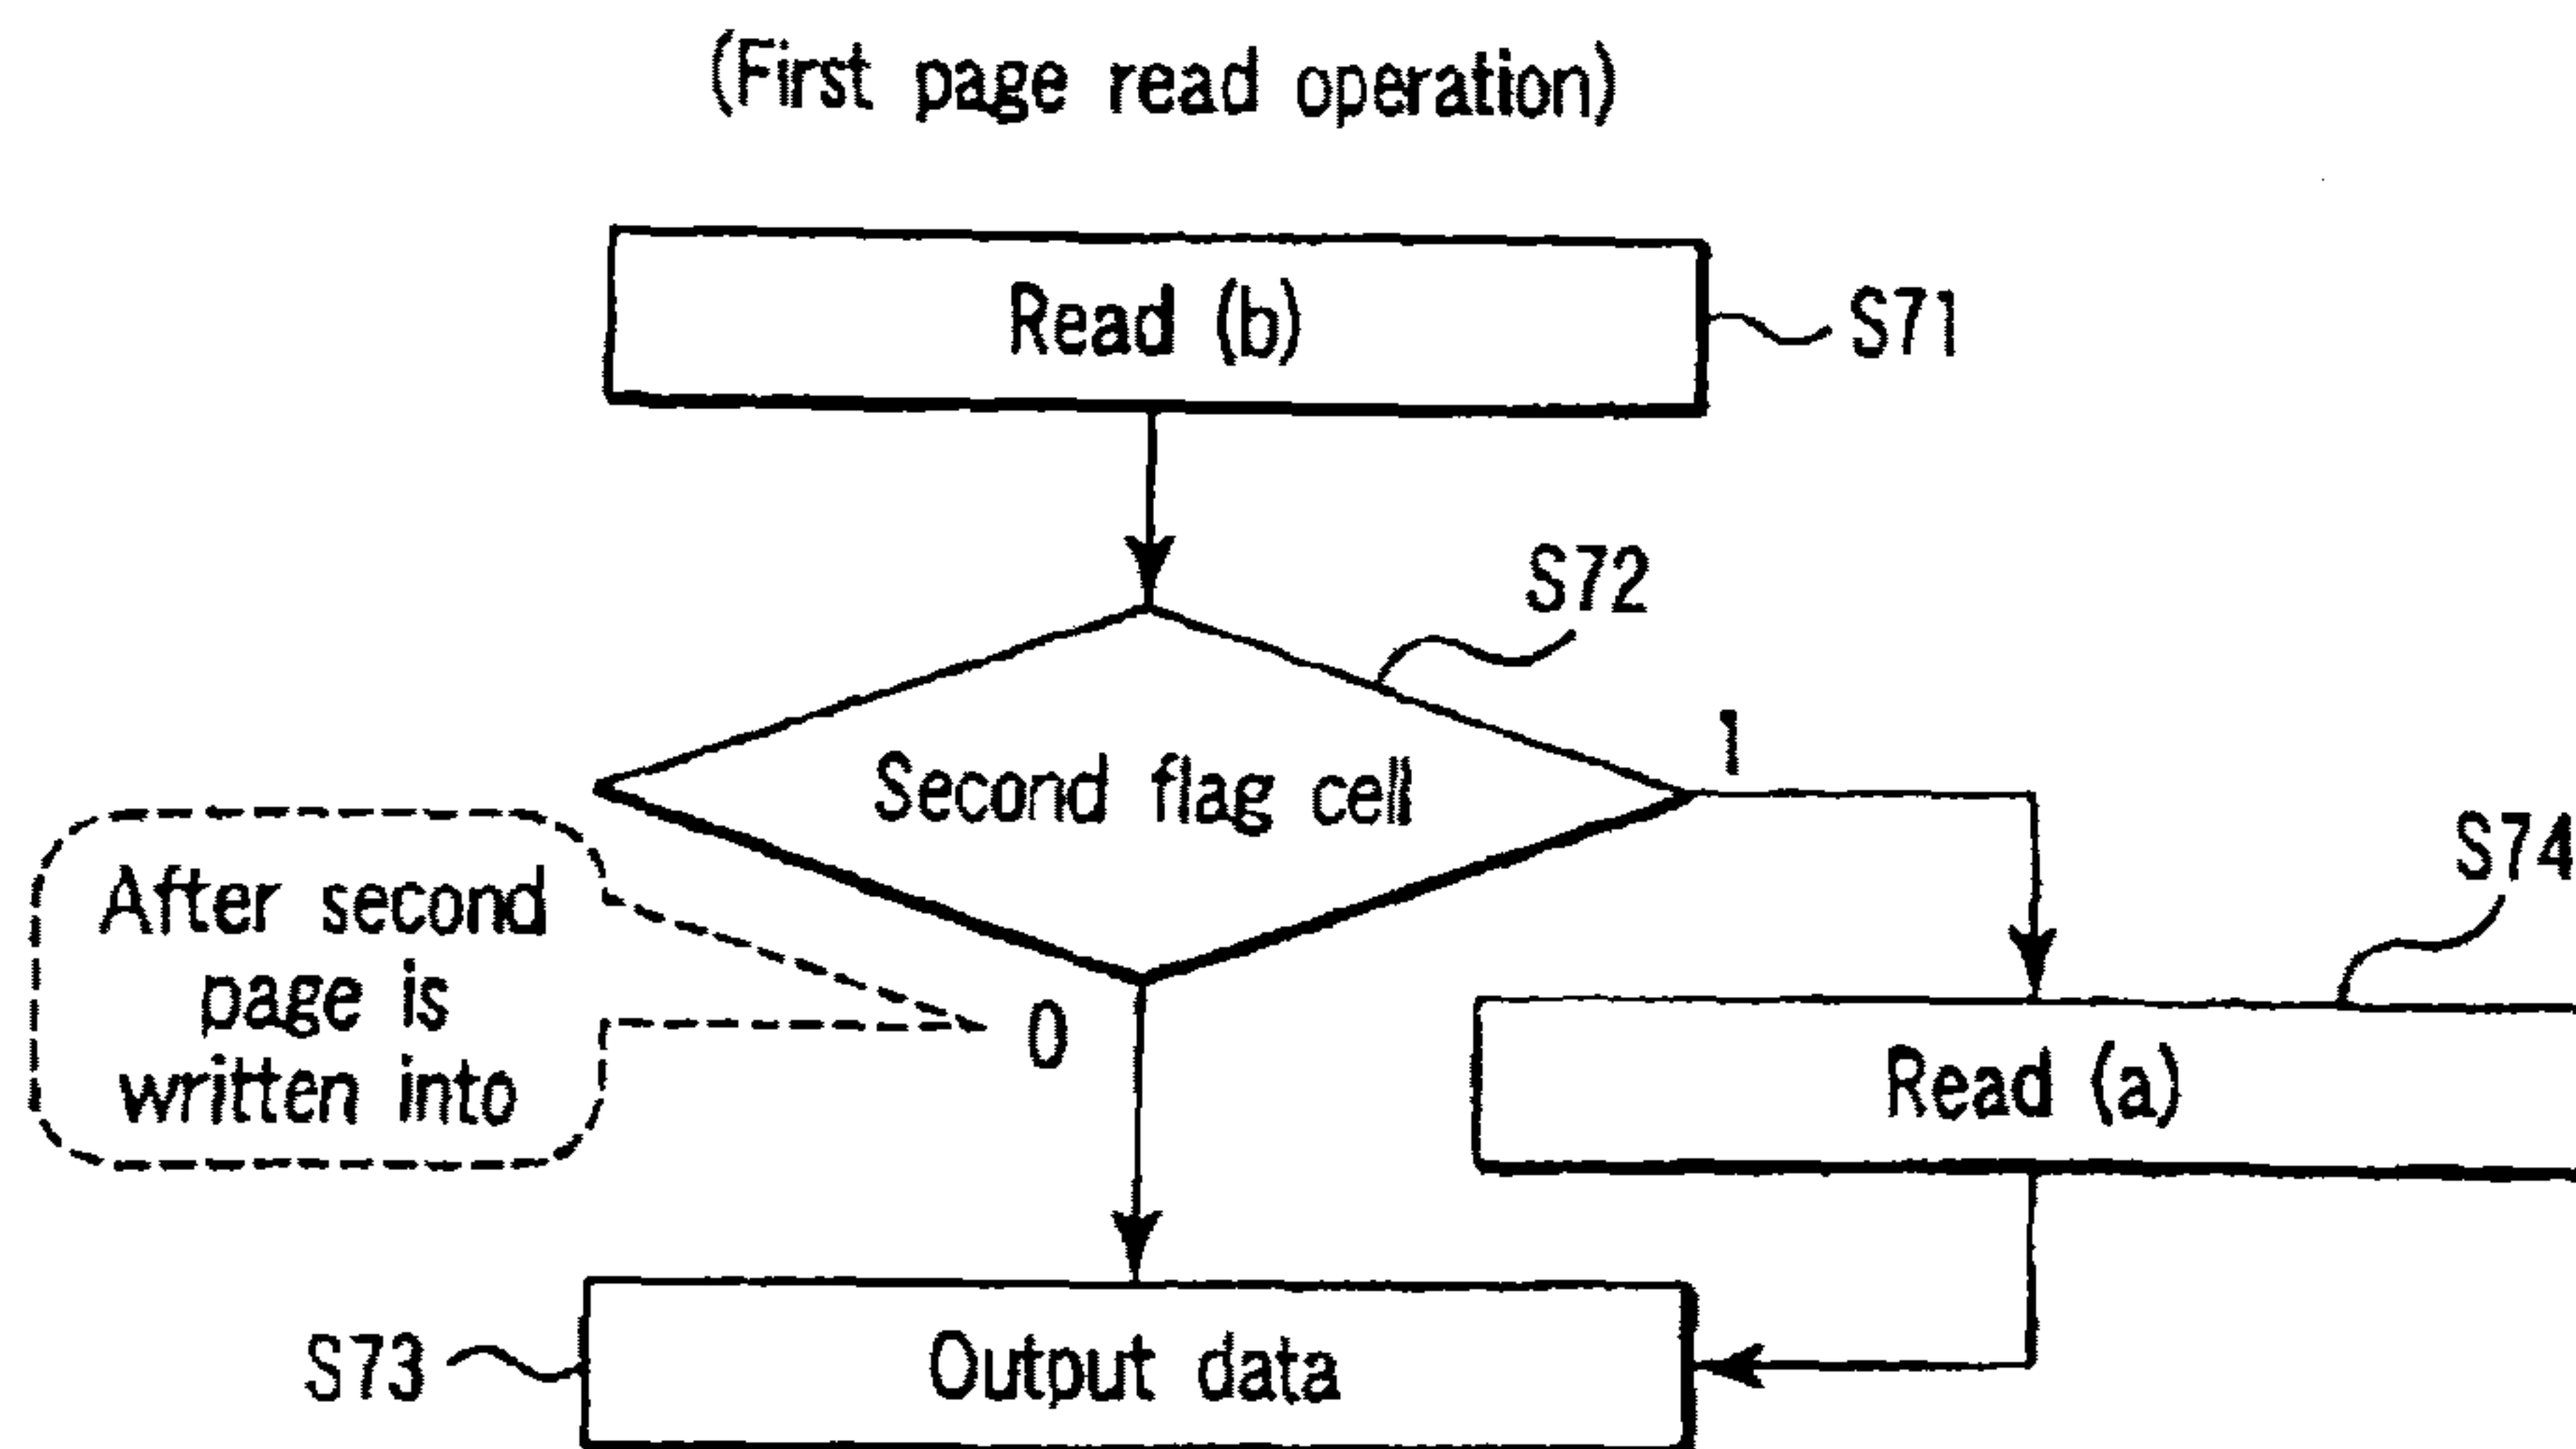 (First page read operation)
Read (b)
S71
S72
Second flag cell
1
S74
After second
page is
written into
0
Read (a)
S73
Output data